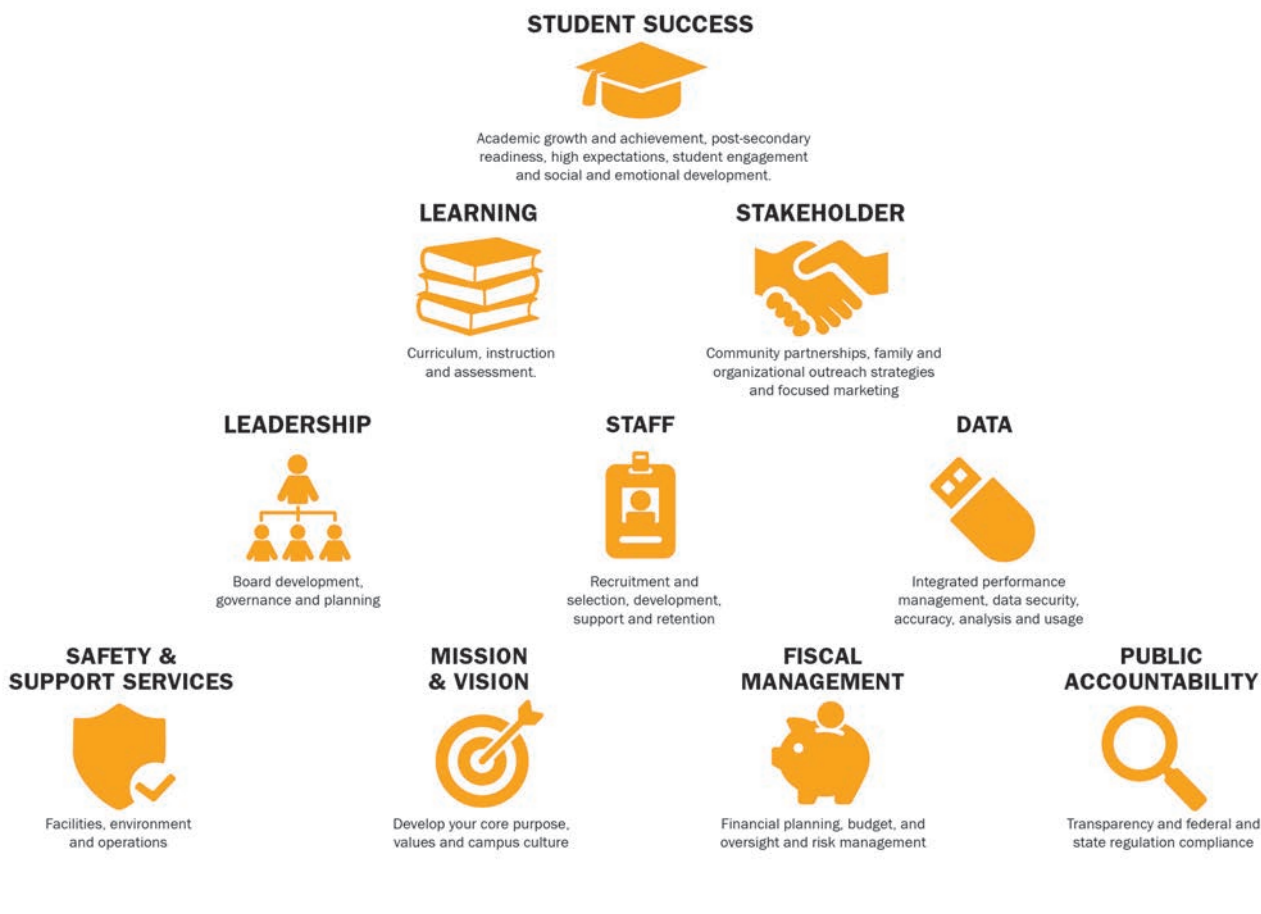 STUDENT SUCCESS
Academic growth and achievement, post-secondary
readiness, high expectations, student engagement
and social and emotional development.
LEARNING
Curriculum, instruction
and assessment.
STAKEHOLDER
Community partnerships, family and
organizational outreach strategies
and focused marketing
LEADERSHIP
Board development,
governance and planning
STAFF
Recruitment and
selection, development,
support and retention
DATA
Integrated performance
management, data security,
accuracy, analysis and usage
SAFETY &
SUPPORT SERVICES
Facilities, environment
and operations
MISSION
& VISION
Develop your core purpose,
values and campus culture
FISCAL
MANAGEMENT
Financial planning, budget, and
oversight and risk management
PUBLIC
ACCOUNTABILITY
Transparency and federal and
state regulation compliance